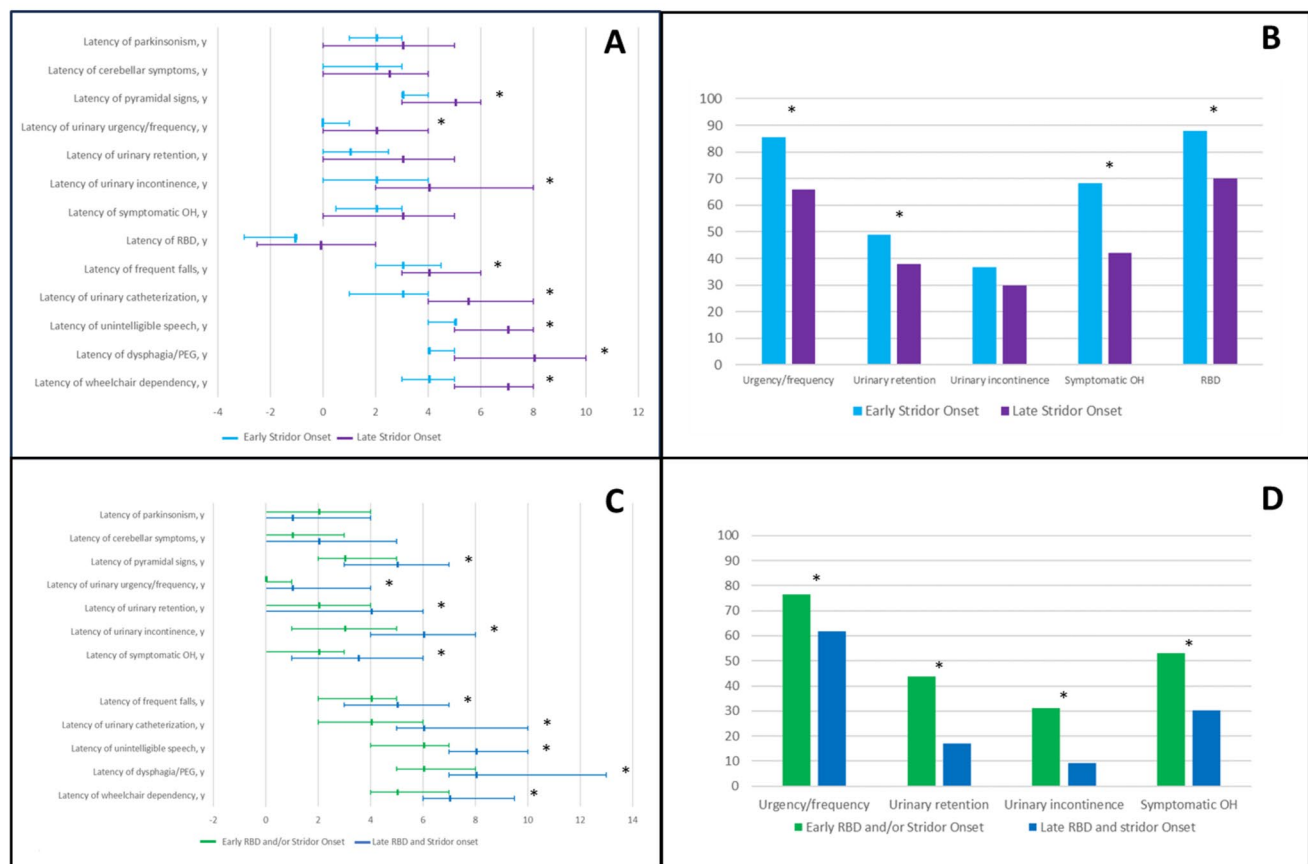 A
Latency of parkinsonism, y
Latency of cerebellar symptoms, y
Latency of pyramidal signs, y
*
Latency of urinary urgency/frequency, y
*
Latency of urinary retention, y
Latency of urinary incontinence, y
*
Latency of symptomatic OH, y
Latency of RBD, y
Latency of frequent falls, y
*
Latency of urinary catheterization, y
*
Latency of unintelligible speech, y
*
Latency of dysphagia/PEG, y
*
Latency of wheelchair dependency, y
*
-4 -2 0 2 4 6 8 10 12
Early Stridor Onset Late Stridor Onset
B
100
90
80
70
60
50
40
30
20
10
0
* * * *
Urgency/frequency Urinary retention Urinary incontinence Symptomatic OH RBD
Early Stridor Onset Late Stridor Onset
C
Latency of parkinsonism, y
Latency of cerebellar symptoms, y
Latency of pyramidal signs, y
*
Latency of urinary urgency/frequency, y
*
Latency of urinary retention, y
*
Latency of urinary incontinence, y
*
Latency of symptomatic OH, y
*
Latency of frequent falls, y
*
Latency of urinary catheterization, y
*
Latency of unintelligible speech, y
*
Latency of dysphagia/PEG, y
*
Latency of wheelchair dependency, y
*
0 2 4 6 8 10 12 14
Early RBD and/or Stridor Onset Late RBD and Stridor onset
D
100
90
80
70
60
50
40
30
20
10
0
* * * *
Urgency/frequency Urinary retention Urinary incontinence Symptomatic OH
Early RBD and/or Stridor Onset Late RBD and stridor Onset